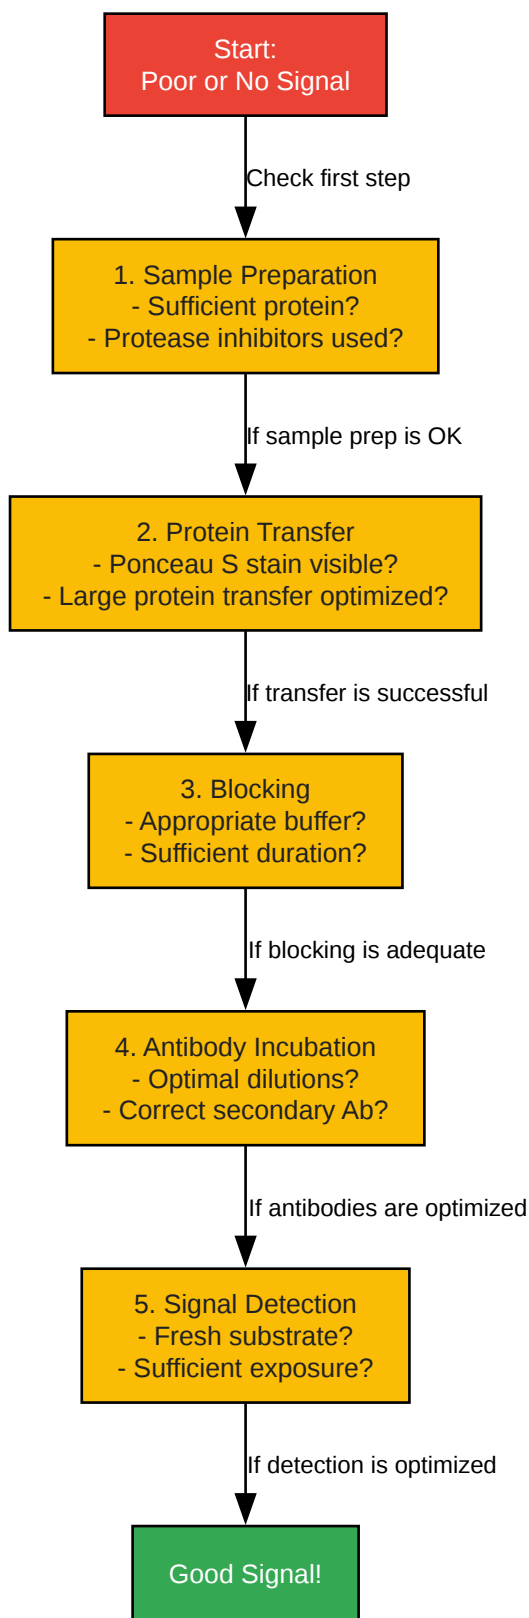 Start:
Poor or No Signal
Check first step
1. Sample Preparation
- Sufficient protein?
- Protease inhibitors used?
If sample prep is OK
2. Protein Transfer
- Ponceau S stain visible?
- Large protein transfer optimized?
If transfer is successful
3. Blocking
- Appropriate buffer?
- Sufficient duration?
If blocking is adequate
4. Antibody Incubation
- Optimal dilutions?
- Correct secondary Ab?
If antibodies are optimized
5. Signal Detection
- Fresh substrate?
- Sufficient exposure?
If detection is optimized
Good Signal!